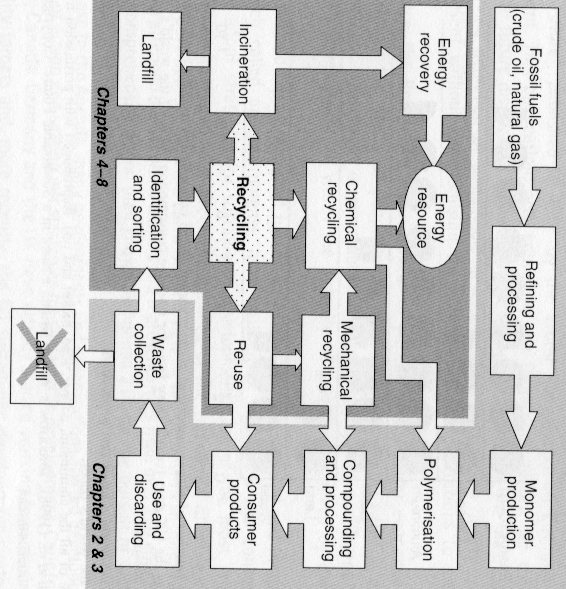 Fossil fuels
(crude oil, natural gas)
Refining and
processing
Monomer
production
Energy
recovery
Energy
resource
Polymerisation
Chemical
recycling
Mechanical
recycling
Compounding
and processing
Incineration
Recycling
Re-use
Consumer
products
Landfill
Identification
and sorting
Waste
collection
Use and
discarding
Chapters 4–8
Chapters 2 & 3
Landfill